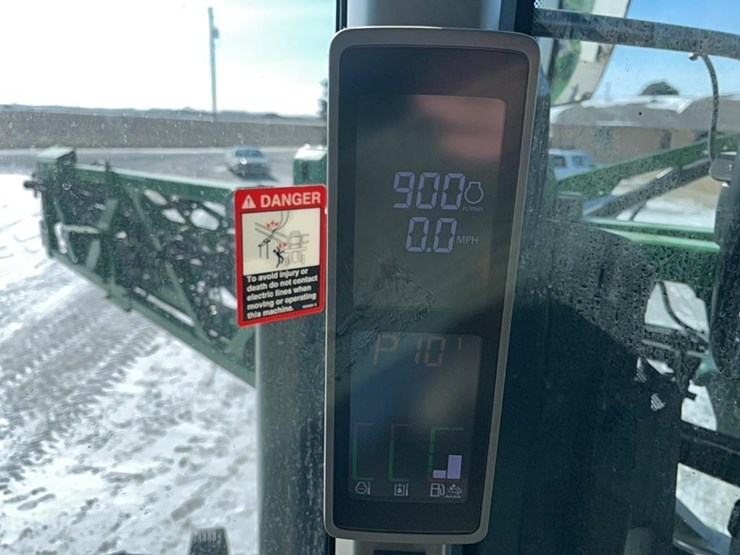 DANGER
To avoid injury or
death do not contact
electric lines when
moving or operating
this machine.
900 n/min
0.0 MPH
P 10